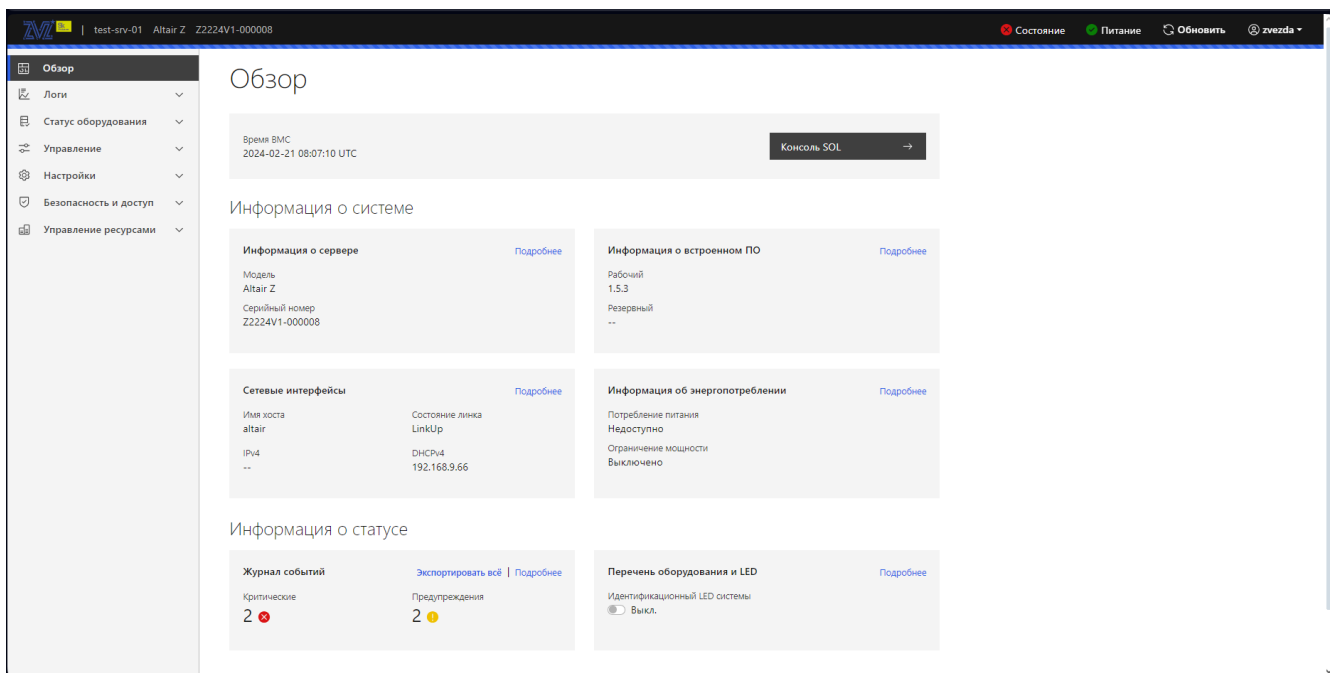 | test-srv-01 Altair Z Z2224V1-000008 Состояние Питание Обновить zvezda
Обзор
Логи
Статус оборудования
Управление
Настройки
Безопасность и доступ
Управление ресурсами
Обзор
Время BMC
2024-02-21 08:07:10 UTC
Консоль SOL →
Информация о системе
Информация о сервере Подробнее
Модель
Altair Z
Серийный номер
Z2224V1-000008
Информация о встроенном ПО Подробнее
Рабочий
1.5.3
Резервный
--
Сетевые интерфейсы Подробнее
Имя хоста
altair
Состояние линка
LinkUp
IPv4
--
DHCPv4
192.168.9.66
Информация об энергопотреблении Подробнее
Потребление питания
Недоступно
Ограничение мощности
Выключено
Информация о статусе
Журнал событий Экспортировать всё | Подробнее
Критические
2
Предупреждения
2
Перечень оборудования и LED Подробнее
Идентификационный LED системы
Выкл.